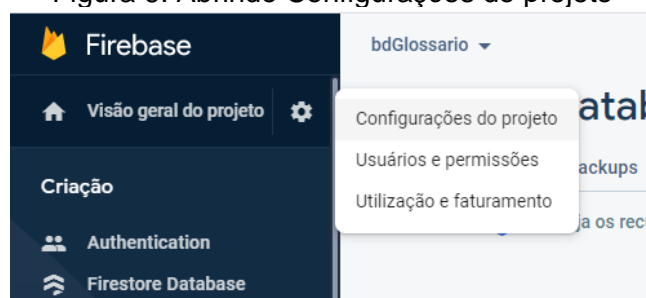 Firebase
bdGlossario
Visão geral do projeto
Configurações do projeto
Usuários e permissões
Utilização e faturamento
Criação
Authentication
Firestore Database